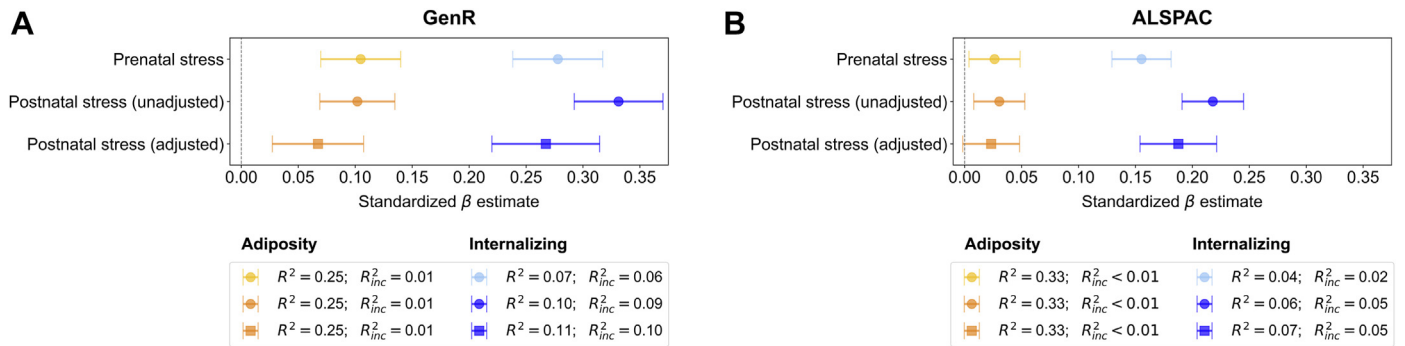 A
GenR
Prenatal stress
Postnatal stress (unadjusted)
Postnatal stress (adjusted)
0.00 0.05 0.10 0.15 0.20 0.25 0.30 0.35
Standardized β estimate
Adiposity Internalizing
R² = 0.25; R²inc = 0.01 R² = 0.07; R²inc = 0.06
R² = 0.25; R²inc = 0.01 R² = 0.10; R²inc = 0.09
R² = 0.25; R²inc = 0.01 R² = 0.11; R²inc = 0.10
B
ALSPAC
Prenatal stress
Postnatal stress (unadjusted)
Postnatal stress (adjusted)
0.00 0.05 0.10 0.15 0.20 0.25 0.30 0.35
Standardized β estimate
Adiposity Internalizing
R² = 0.33; R²inc < 0.01 R² = 0.04; R²inc = 0.02
R² = 0.33; R²inc < 0.01 R² = 0.06; R²inc = 0.05
R² = 0.33; R²inc < 0.01 R² = 0.07; R²inc = 0.05